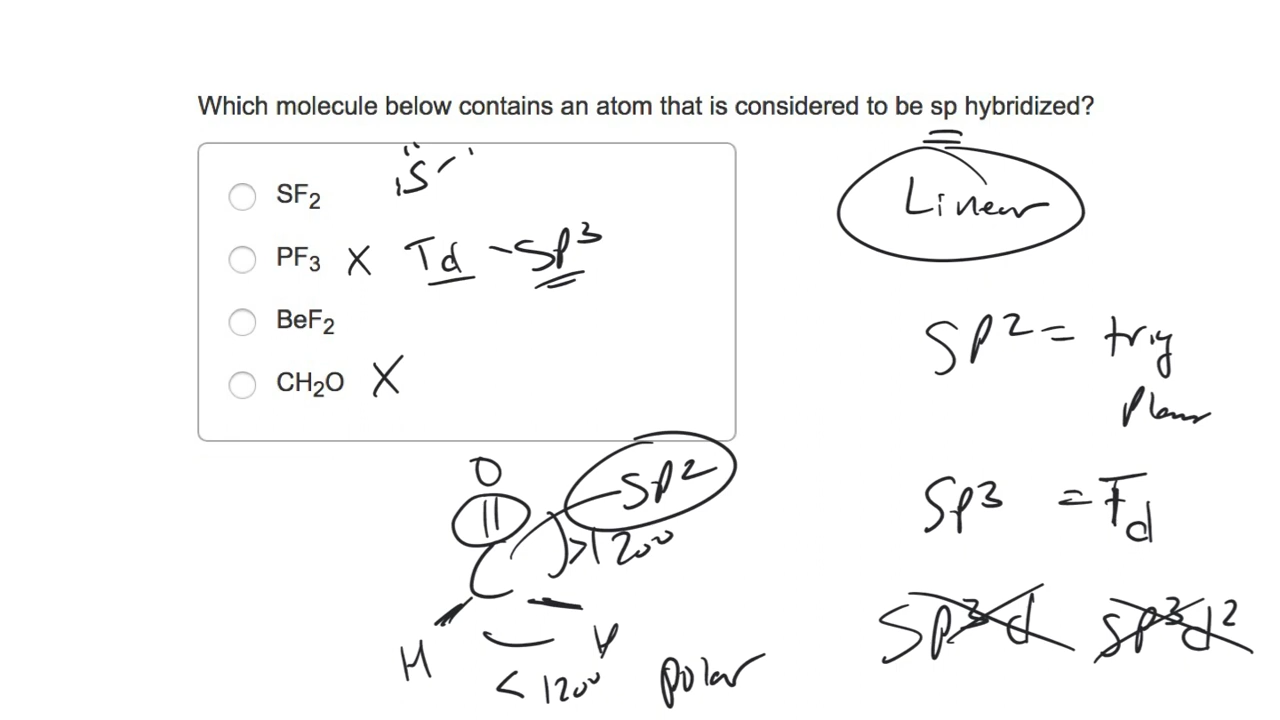 Which molecule below contains an atom that is considered to be sp hybridized?
SF2 S
PF3 X Td - sp3
BeF2
CH2O X
Linear
sp2 = trig
planar
sp3 = Td
sp3d sp3d2
O
sp2
C >120°
H H
<120° polar